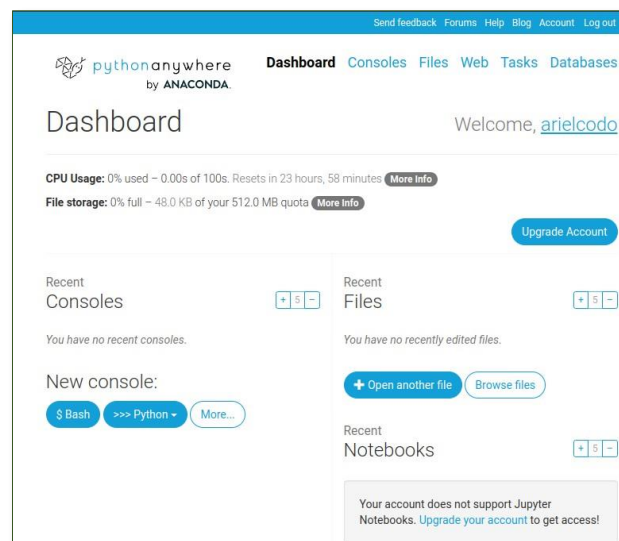 Send feedback Forums Help Blog Account Log out
pythonanywhere
by ANACONDA.
Dashboard Consoles Files Web Tasks Databases
Dashboard
Welcome, arielcodo
CPU Usage: 0% used – 0.00s of 100s. Resets in 23 hours, 58 minutes More Info
File storage: 0% full – 48.0 KB of your 512.0 MB quota More Info
Upgrade Account
Recent
Consoles
+ 5 −
You have no recent consoles.
New console:
$ Bash >>> Python More...
Recent
Files
+ 5 −
You have no recently edited files.
+ Open another file Browse files
Recent
Notebooks
+ 5 −
Your account does not support Jupyter
Notebooks. Upgrade your account to get access!